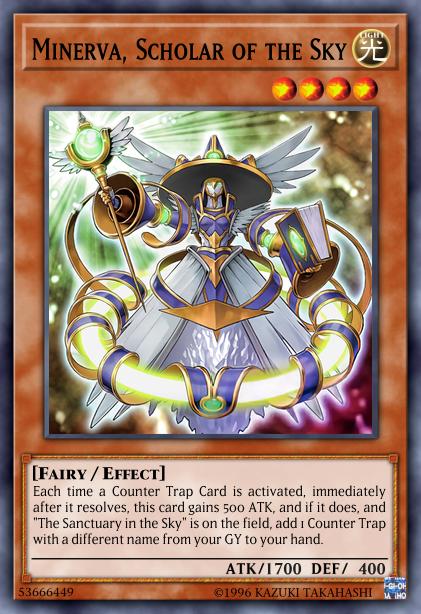 Minerva, Scholar of the Sky
LIGHT
光
[Fairy / Effect]
Each time a Counter Trap Card is activated, immediately
after it resolves, this card gains 500 ATK, and if it does, and
"The Sanctuary in the Sky" is on the field, add 1 Counter Trap
with a different name from your GY to your hand.
ATK/1700 DEF/ 400
53666449
©1996 KAZUKI TAKAHASHI